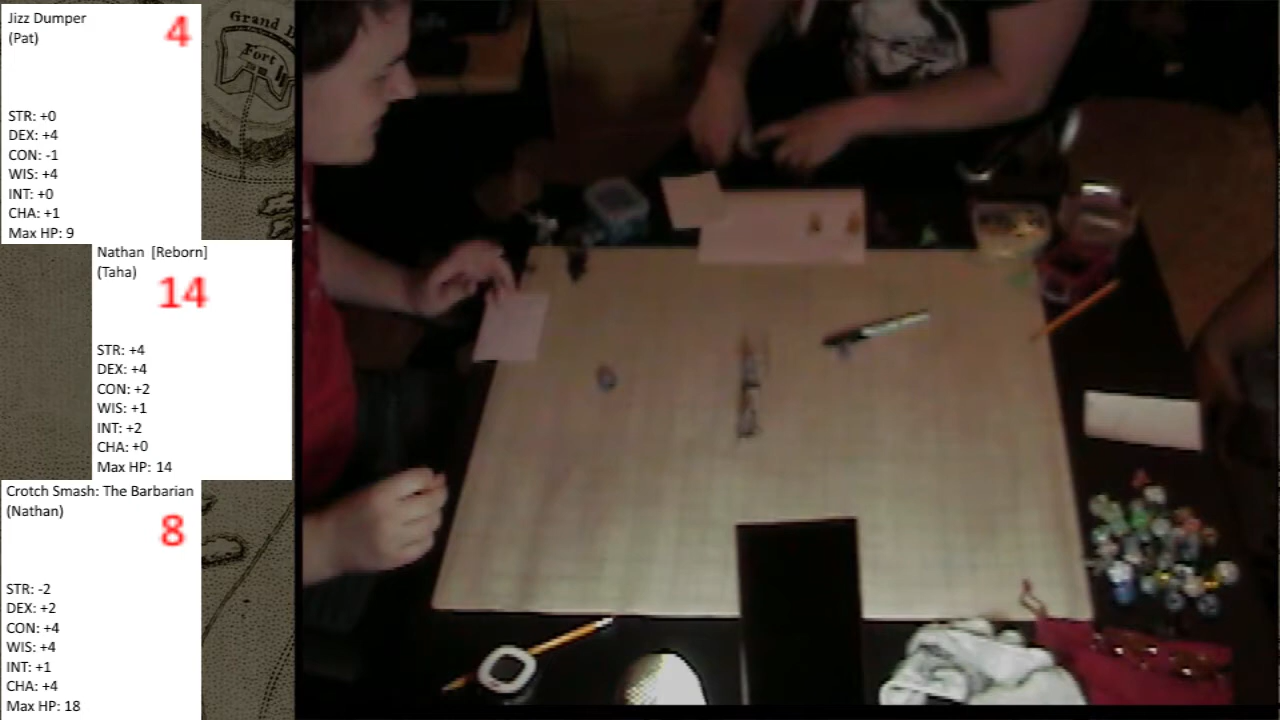 Jizz Dumper
(Pat)
4
STR: +0
DEX: +4
CON: -1
WIS: +4
INT: +0
CHA: +1
Max HP: 9
Grand
Fort
Nathan [Reborn]
(Taha)
14
STR: +4
DEX: +4
CON: +2
WIS: +1
INT: +2
CHA: +0
Max HP: 14
Crotch Smash: The Barbarian
(Nathan)
8
STR: -2
DEX: +2
CON: +4
WIS: +4
INT: +1
CHA: +4
Max HP: 18